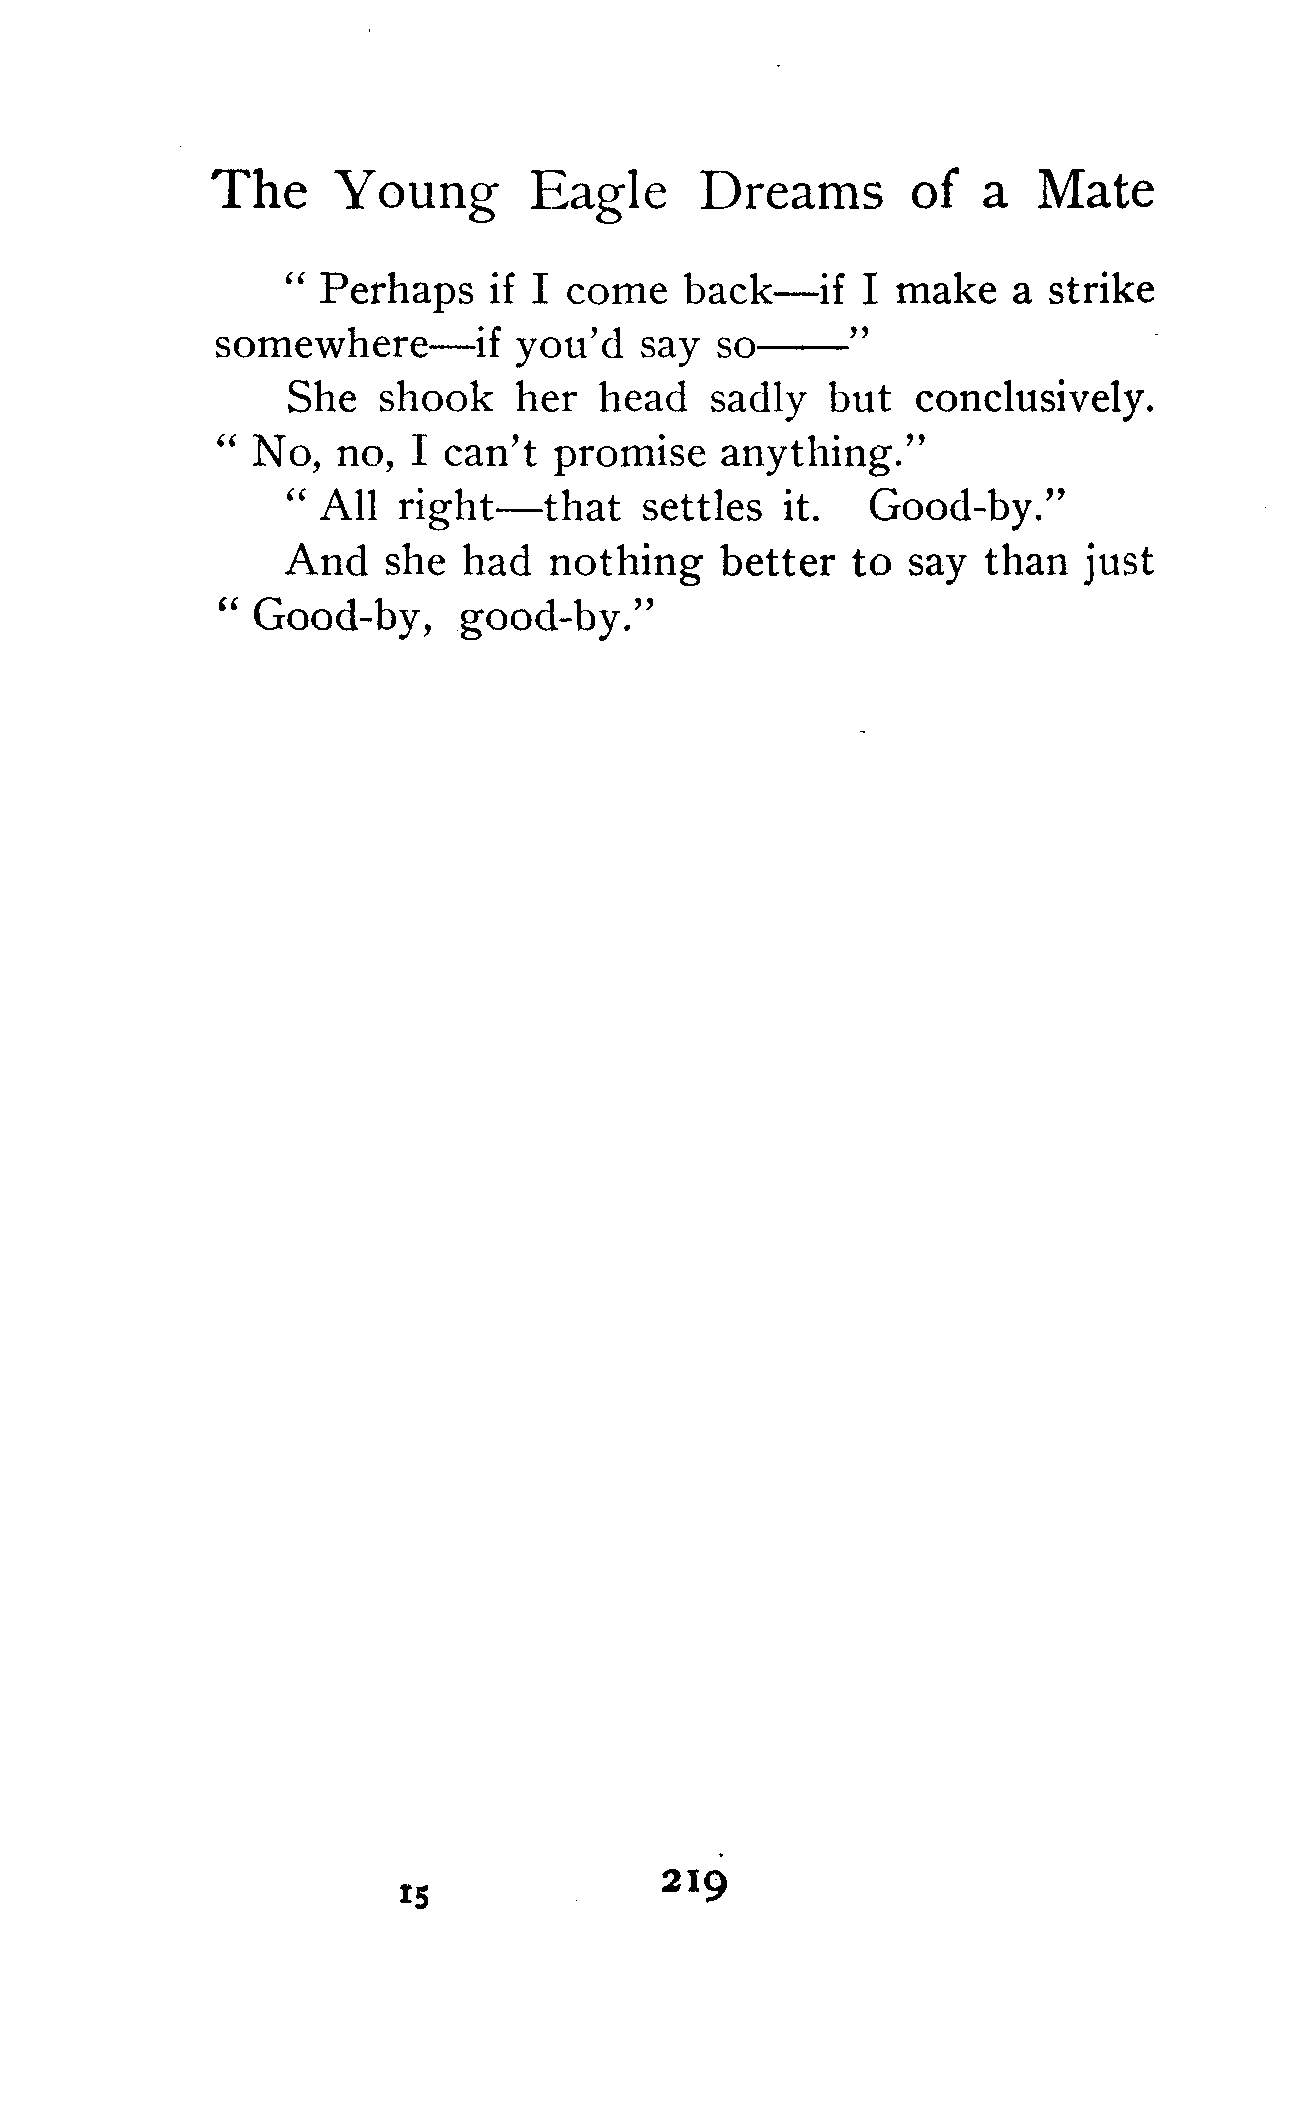 The Young Eagle Dreams of a Mate
“ Perhaps if I come back—if I make a strike
somewhere—if you’d say so——”
She shook her head sadly but conclusively.
“ No, no, I can’t promise anything.”
“ All right—that settles it. Good-by.”
And she had nothing better to say than just
“ Good-by, good-by.”
15 219